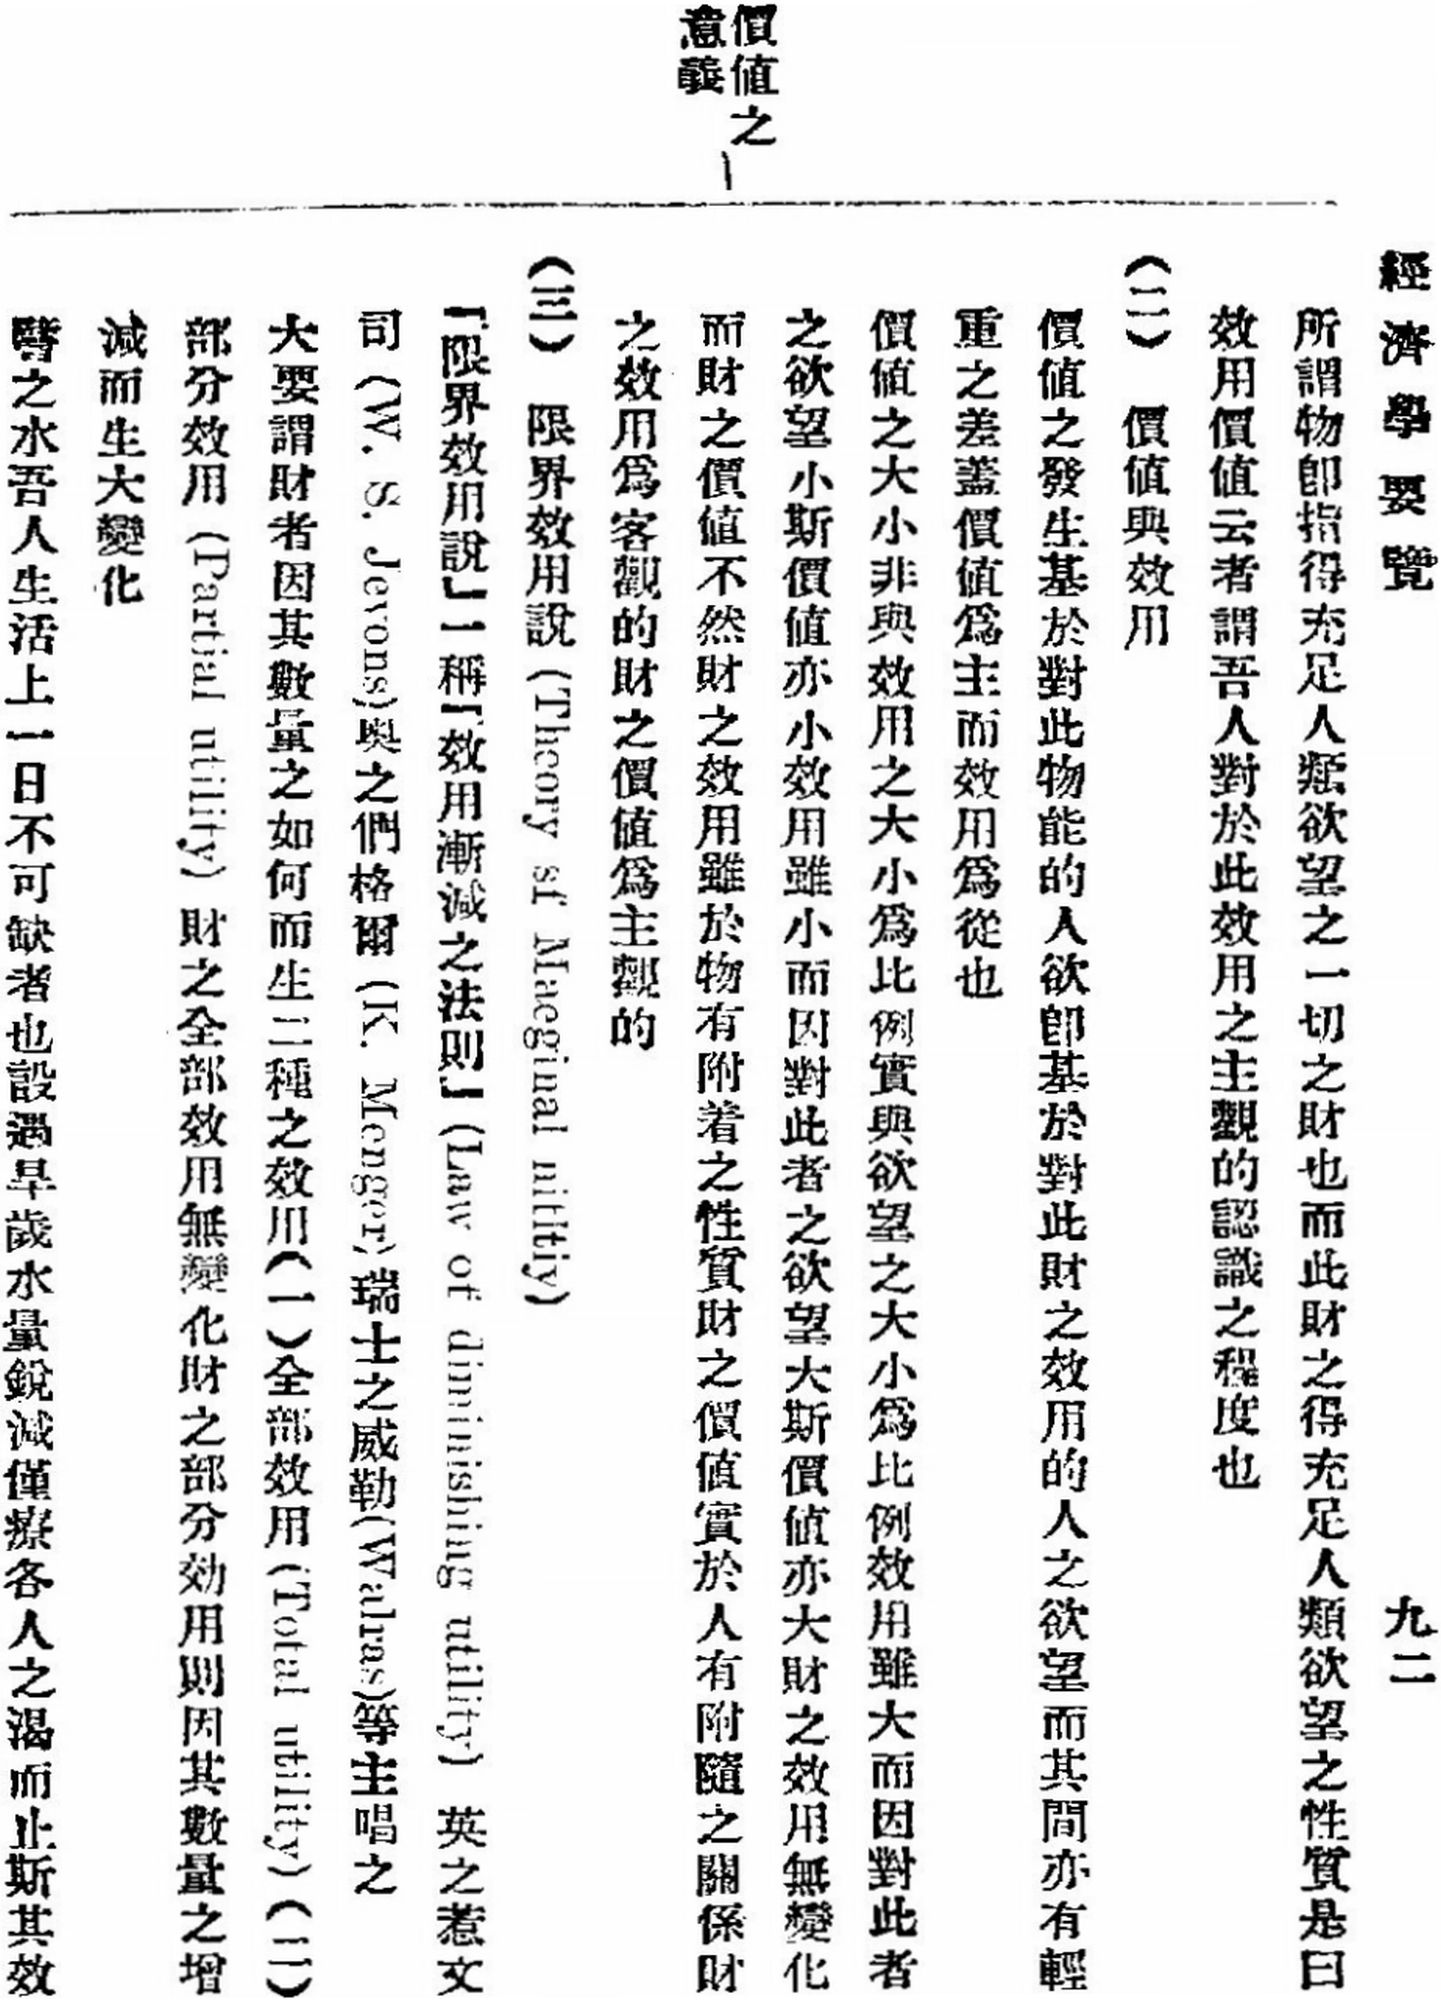 經濟學要覽
九二
價值之
意義
所謂物卽指得充足人類欲望之一切之財也而此財之得充足人類欲望之性質是曰
效用價值云者謂吾人對於此效用之主觀的認識之程度也
(二) 價值與效用
價值之發生基於對此物能的人欲卽基於對此財之效用的人之欲望而其間亦有輕
重之差蓋價值爲主而效用爲從也
價値之大小非與效用之大小爲比例實與欲望之大小爲比例效用雖大而因對此者
之欲望小斯價値亦小效用雖小而因對此者之欲望大斯價値亦大財之效用無變化
而財之價値不然財之效用雖於物有附着之性質財之價値實於人有附隨之關係財
之效用爲客觀的財之價值爲主觀的
(三) 限界效用說 (Theory sf Maeginal nitltiy)
『限界效用說』一稱『效用漸減之法則』(Law of diminishing utility) 英之惹文
司 (W. S. Jevons)奧之們格爾 (K. Menger)瑞士之威勒(Walras)等主唱之
大要謂財者因其數量之如何而生二種之效用(一)全部效用 (Total utility) (二)
部分效用 (Partial utility) 財之全部效用無變化財之部分効用則因其數量之增
減而生大變化
譬之水吾人生活上一日不可缺者也設遇旱歲水量銳減僅療各人之渴而止斯其效